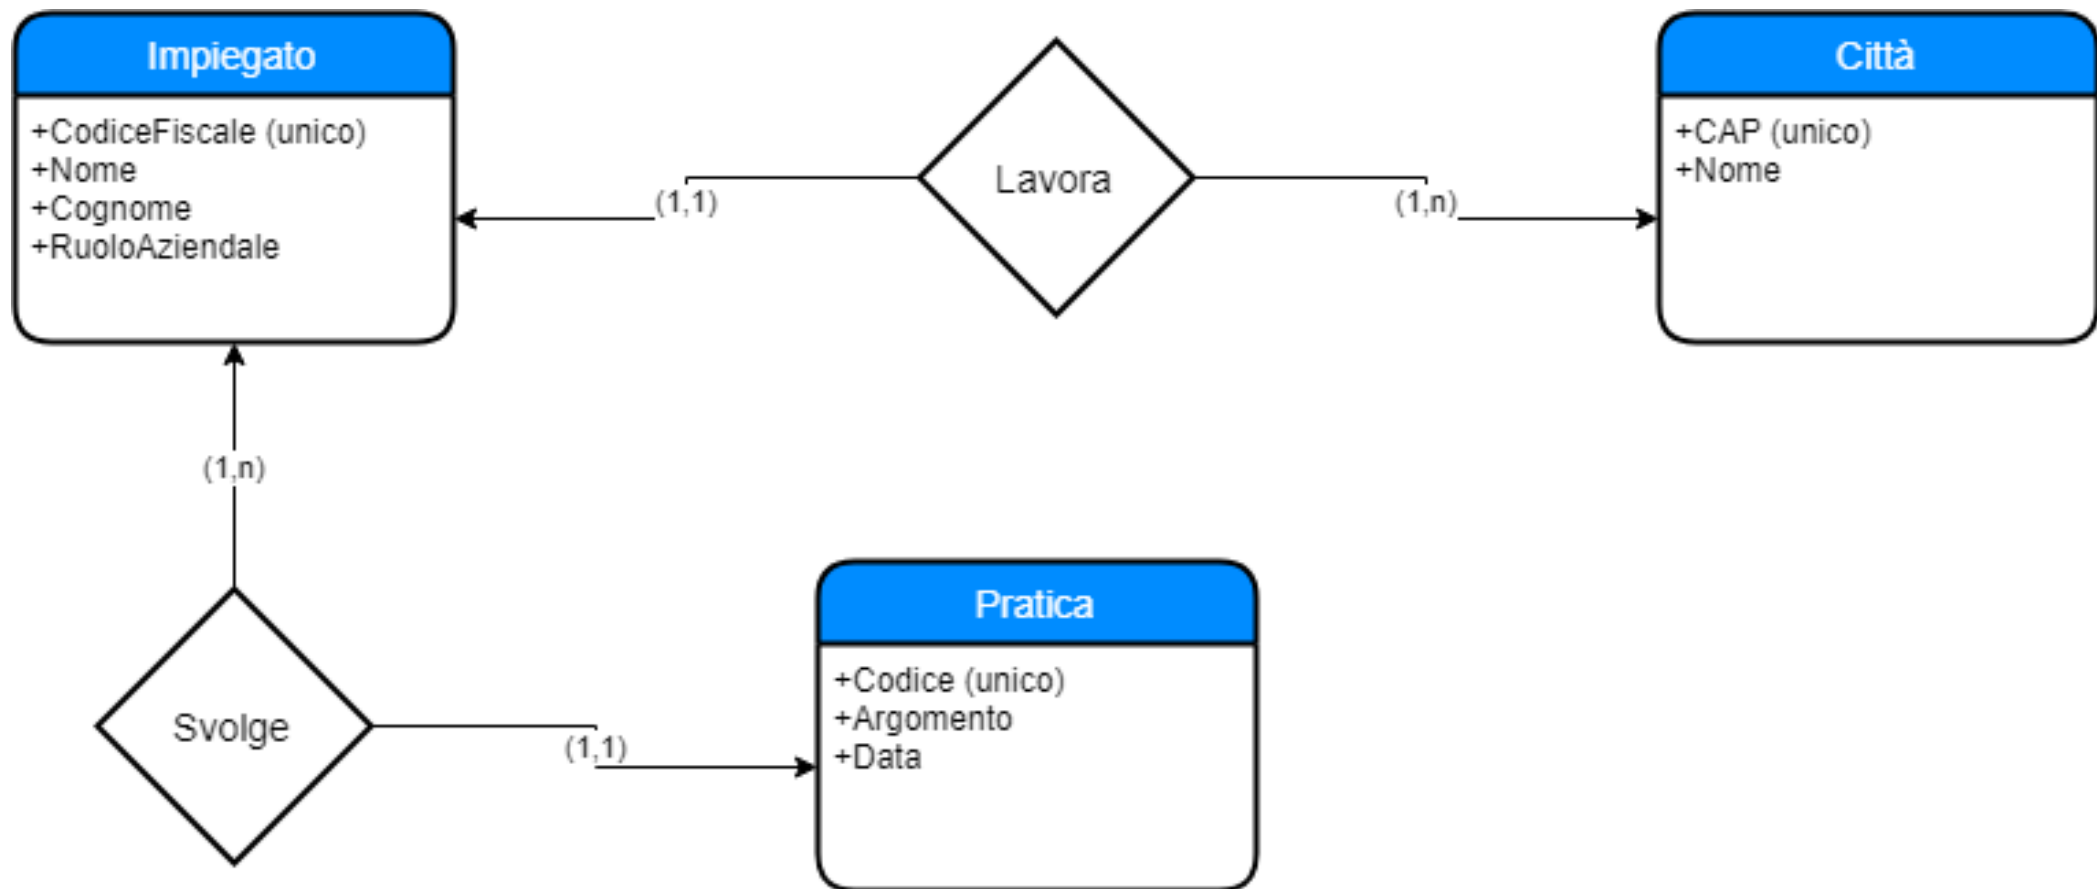 Impiegato
+CodiceFiscale (unico)
+Nome
+Cognome
+RuoloAziendale
(1,1)
Lavora
(1,n)
Città
+CAP (unico)
+Nome
(1,n)
Svolge
(1,1)
Pratica
+Codice (unico)
+Argomento
+Data